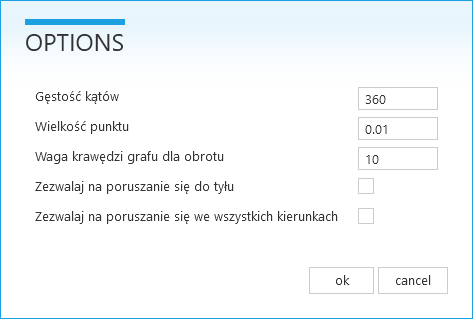 OPTIONS
Gęstość kątów 360
Wielkość punktu 0.01
Waga krawędzi grafu dla obrotu 10
Zezwalaj na poruszanie się do tyłu
Zezwalaj na poruszanie się we wszystkich kierunkach
ok cancel